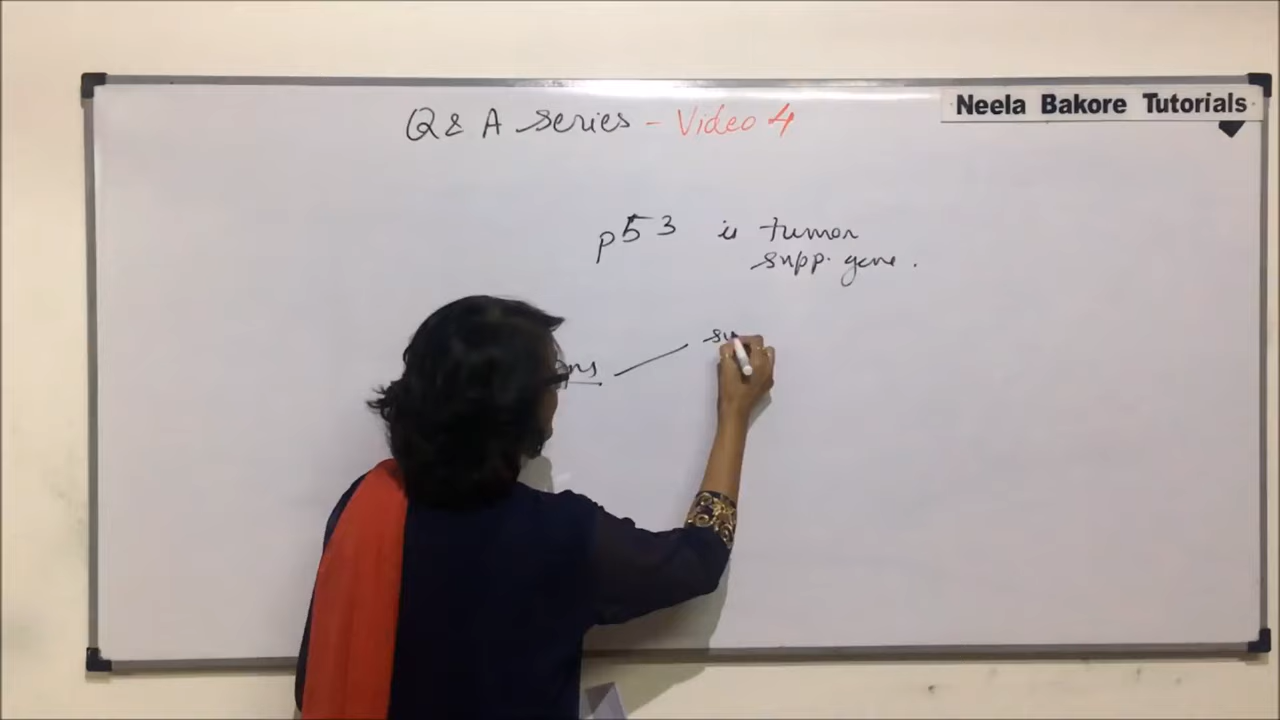 Neela Bakore Tutorials
Q & A Series - Video 4
p53 is tumor
supp. gene.